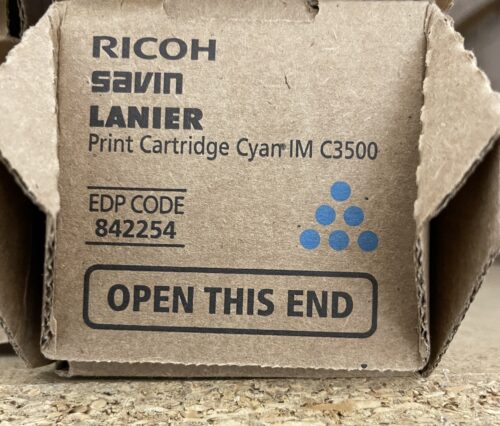 RICOH
savin
LANIER
Print Cartridge Cyan IM C3500
EDP CODE
842254
OPEN THIS END